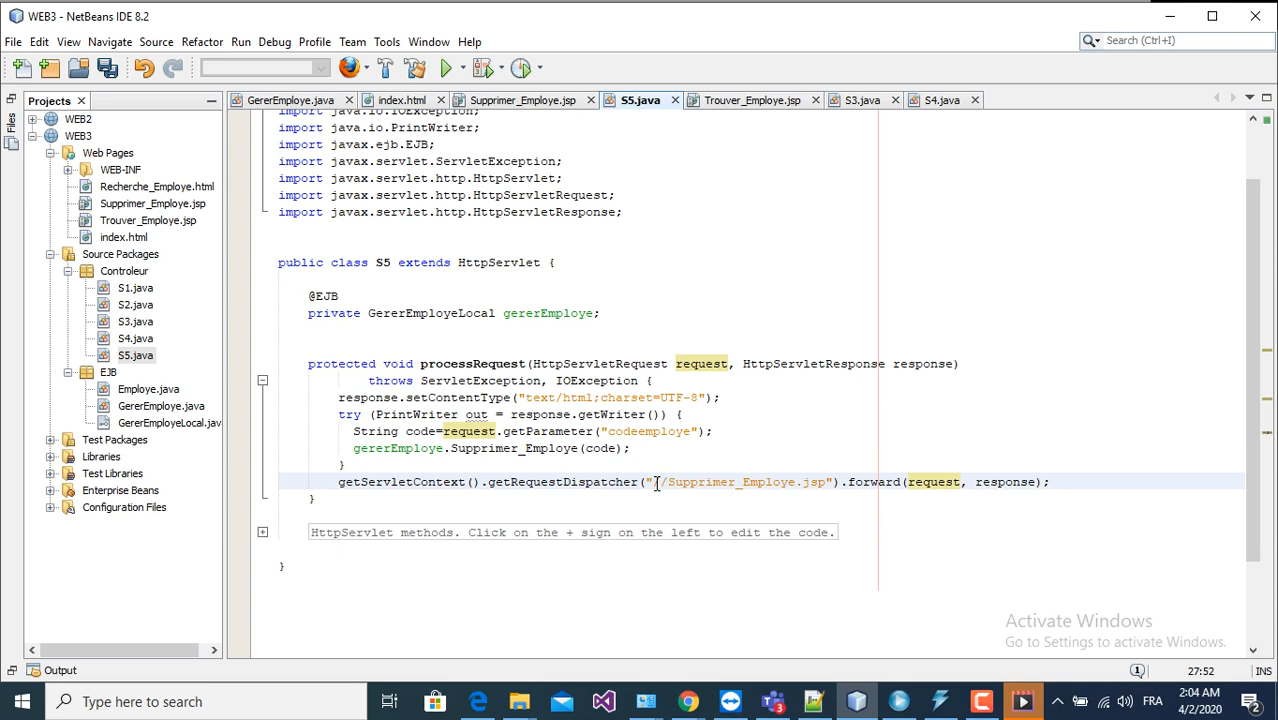 WEB3 - NetBeans IDE 8.2
File Edit View Navigate Source Refactor Run Debug Profile Team Tools Window Help
Search (Ctrl+I)
Files
Projects
WEB2
WEB3
Web Pages
WEB-INF
Recherche_Employe.html
Supprimer_Employe.jsp
Trouver_Employe.jsp
index.html
Source Packages
Controleur
S1.java
S2.java
S3.java
S4.java
S5.java
EJB
Employe.java
GererEmploye.java
GererEmployeLocal.jav
Test Packages
Libraries
Test Libraries
Enterprise Beans
Configuration Files
GererEmploye.java index.html Supprimer_Employe.jsp S5.java Trouver_Employe.jsp S3.java S4.java
import java.io.IOException;
import java.io.PrintWriter;
import javax.ejb.EJB;
import javax.servlet.ServletException;
import javax.servlet.http.HttpServlet;
import javax.servlet.http.HttpServletRequest;
import javax.servlet.http.HttpServletResponse;
public class S5 extends HttpServlet {
@EJB
private GererEmployeLocal gererEmploye;
protected void processRequest(HttpServletRequest request, HttpServletResponse response)
throws ServletException, IOException {
response.setContentType("text/html;charset=UTF-8");
try (PrintWriter out = response.getWriter()) {
String code=request.getParameter("codeemploye");
gererEmploye.Supprimer_Employe(code);
}
getServletContext().getRequestDispatcher("//Supprimer_Employe.jsp").forward(request, response);
}
HttpServlet methods. Click on the + sign on the left to edit the code.
}
Activate Windows
Go to Settings to activate Windows.
Output
1
27:52
INS
Type here to search
FRA
2:04 AM
4/2/2020
2